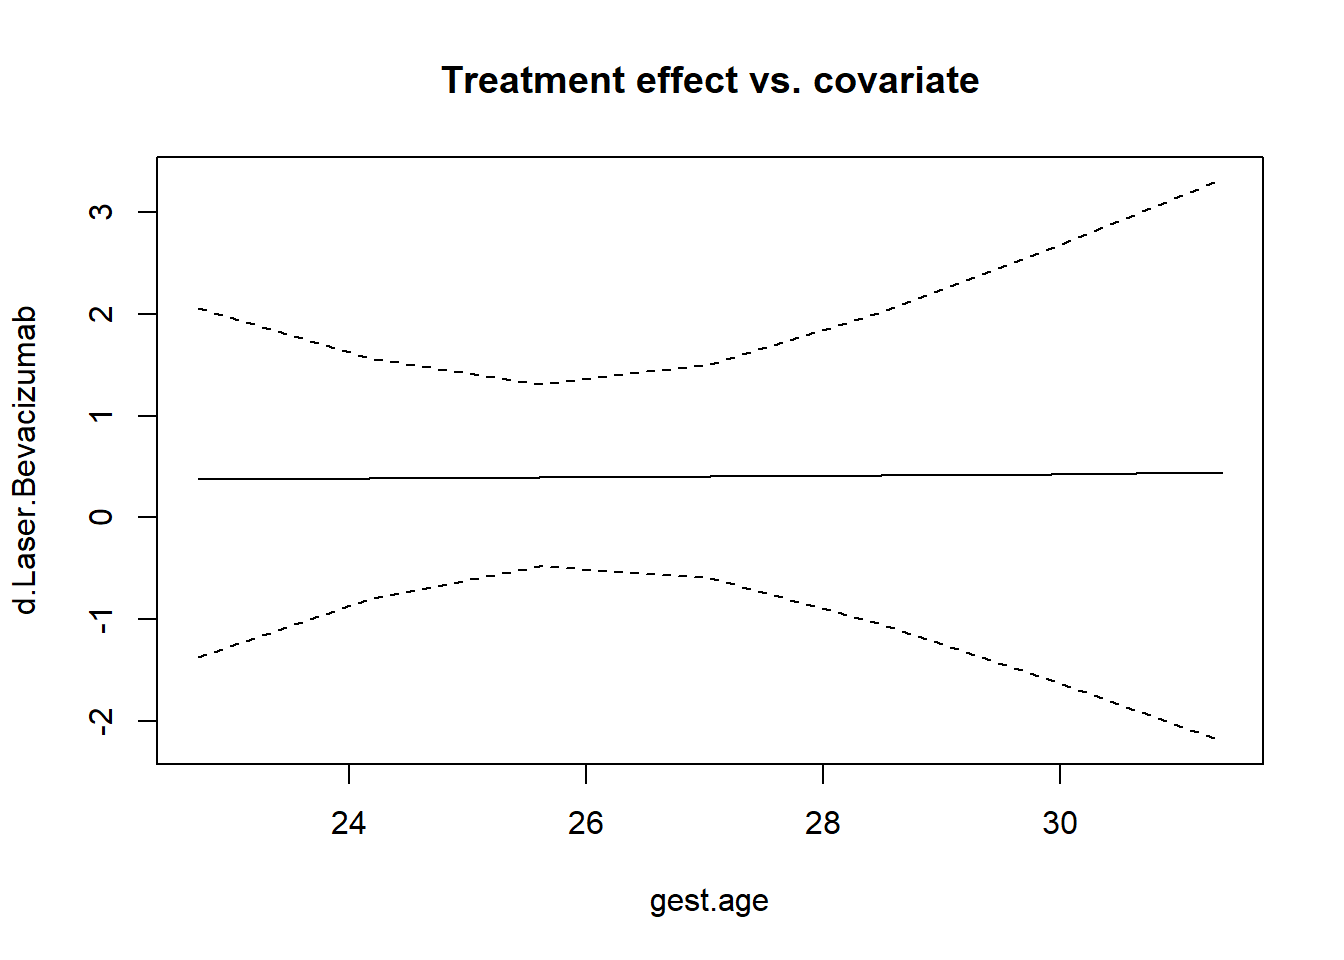 Treatment effect vs. covariate
d.Laser.Bevacizumab
3
2
1
0
-1
-2
24 26 28 30
gest.age